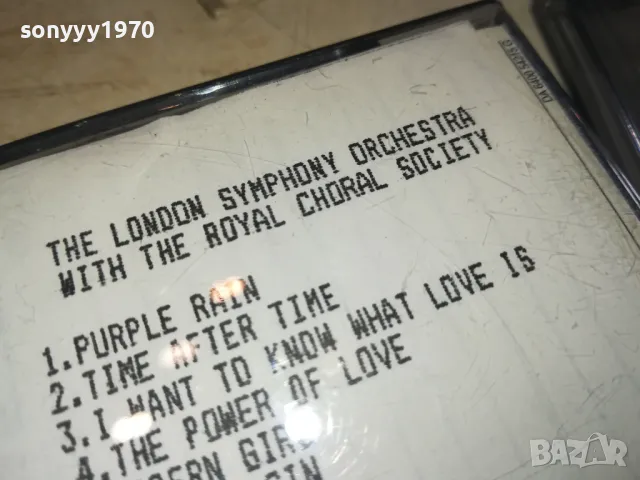 sonyyy1970
THE LONDON SYMPHONY ORCHESTRA
WITH THE ROYAL CHORAL SOCIETY
1.PURPLE RAIN
2.TIME AFTER TIME
3.I WANT TO KNOW WHAT LOVE IS
4.THE POWER OF LOVE
BAZAR